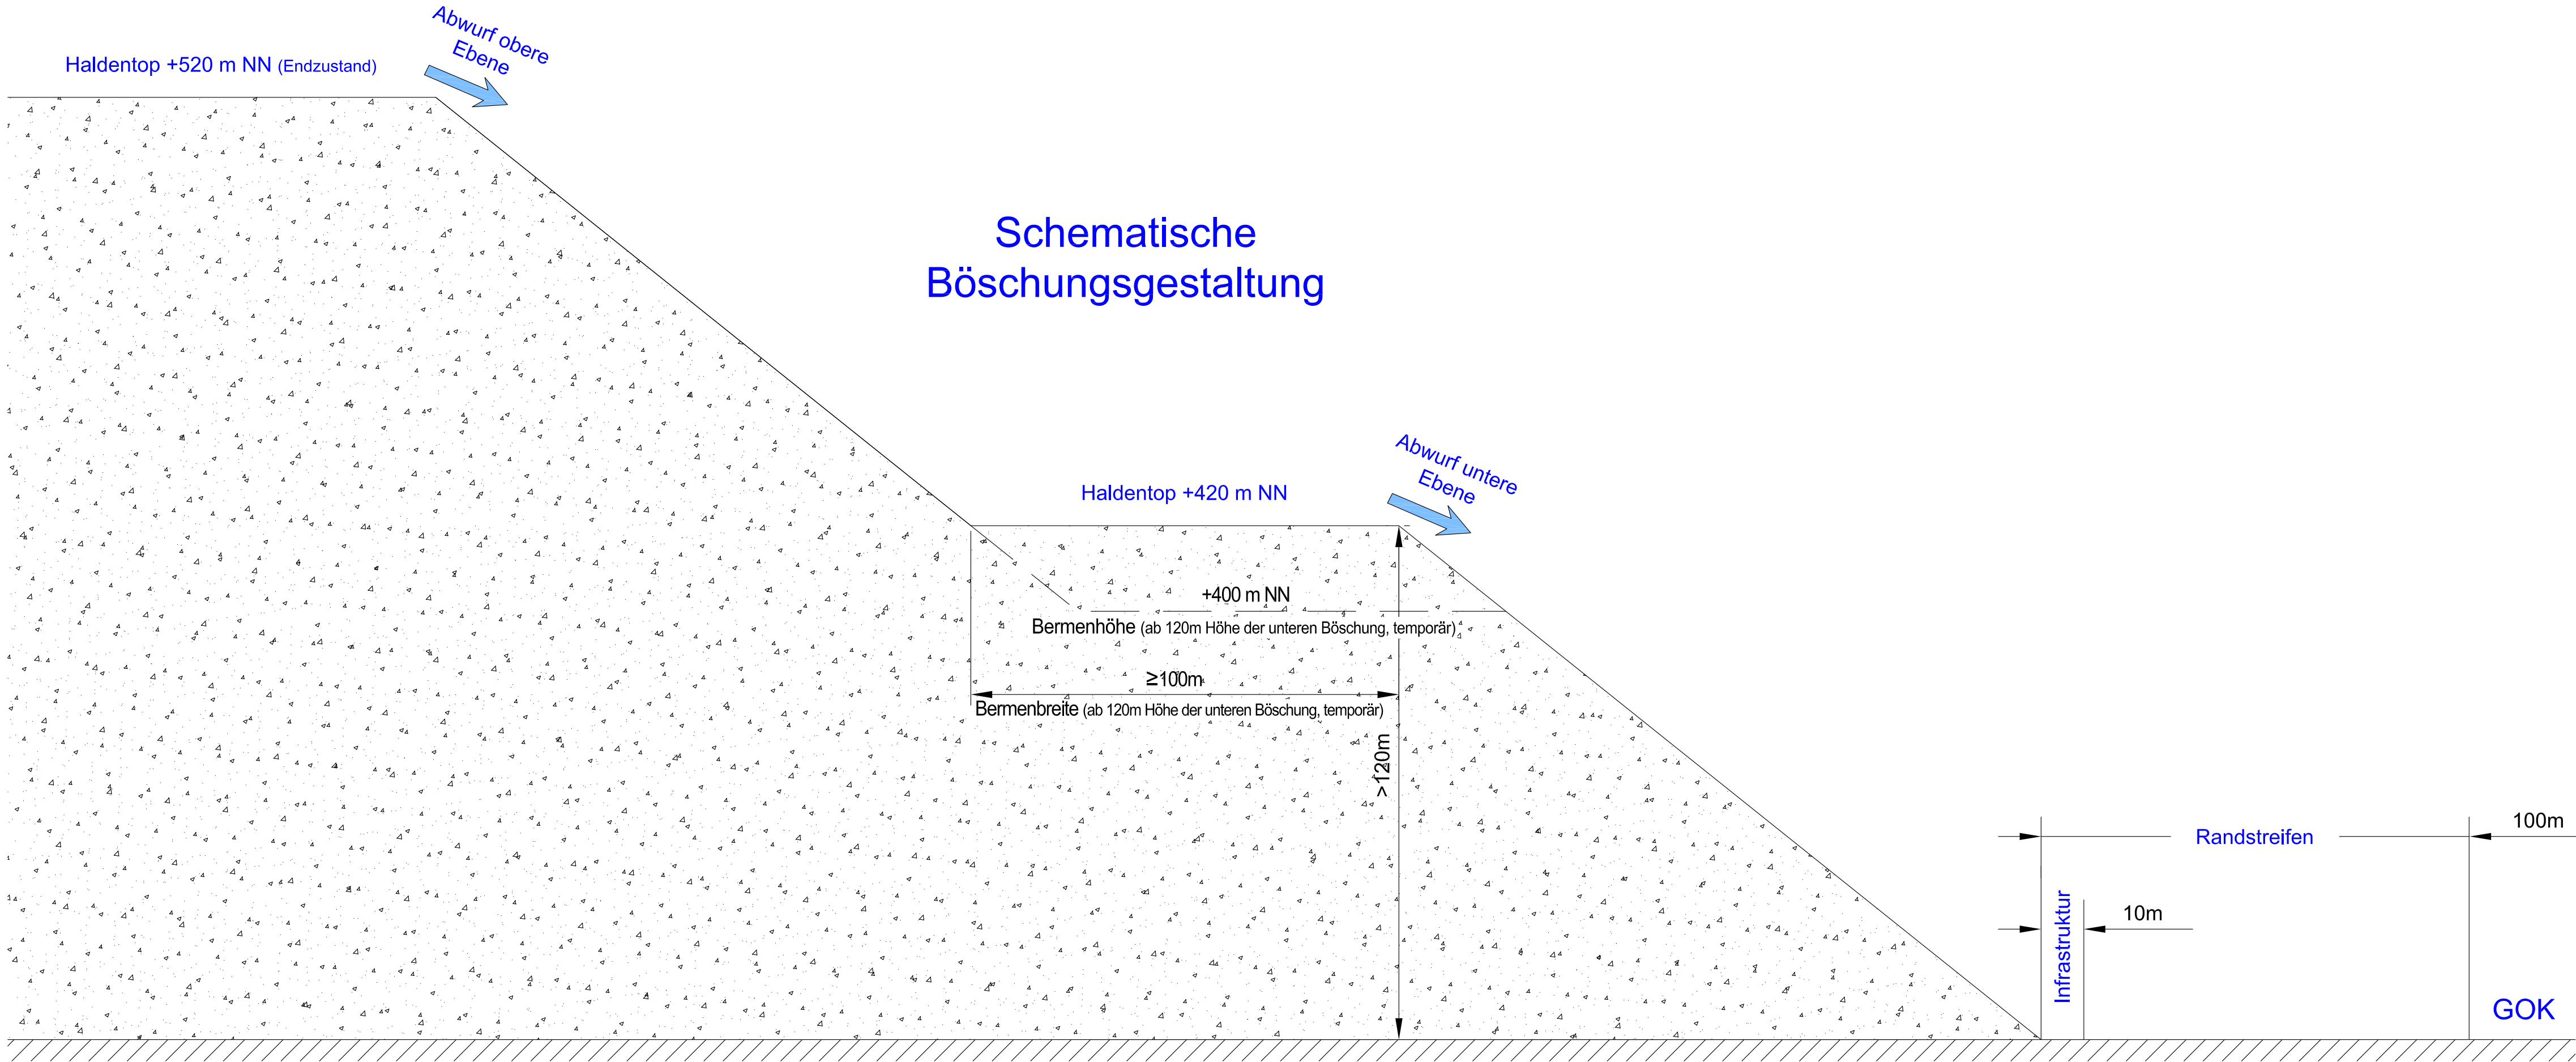 Abwurf obere
Ebene
Haldentop +520 m NN (Endzustand)
Schematische
Böschungsgestaltung
Abwurf untere
Ebene
Haldentop +420 m NN
+400 m NN
Bermenhöhe (ab 120m Höhe der unteren Böschung, temporär)
≥100m
Bermenbreite (ab 120m Höhe der unteren Böschung, temporär)
>120m
100m
Randstreifen
Infrastruktur
10m
GOK